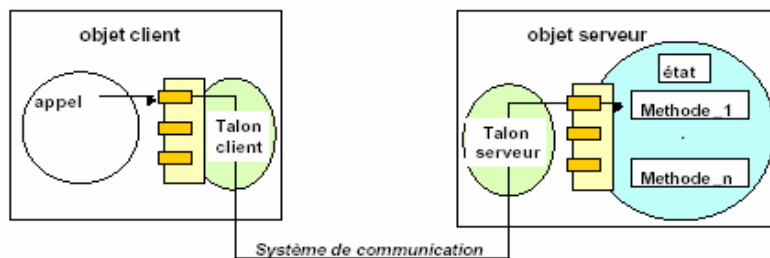 objet client
appel
Talon
client
objet serveur
état
Methode_1
.
Talon
serveur
Methode_n
Système de communication